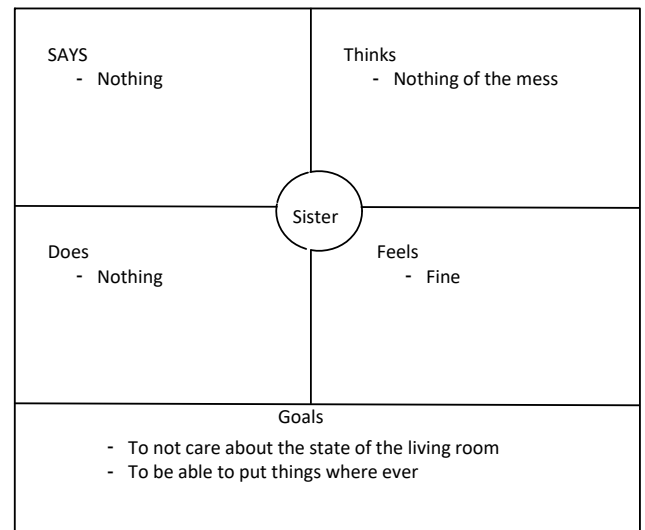 SAYS
- Nothing
Thinks
- Nothing of the mess
Sister
Does
- Nothing
Feels
- Fine
Goals
- To not care about the state of the living room
- To be able to put things where ever